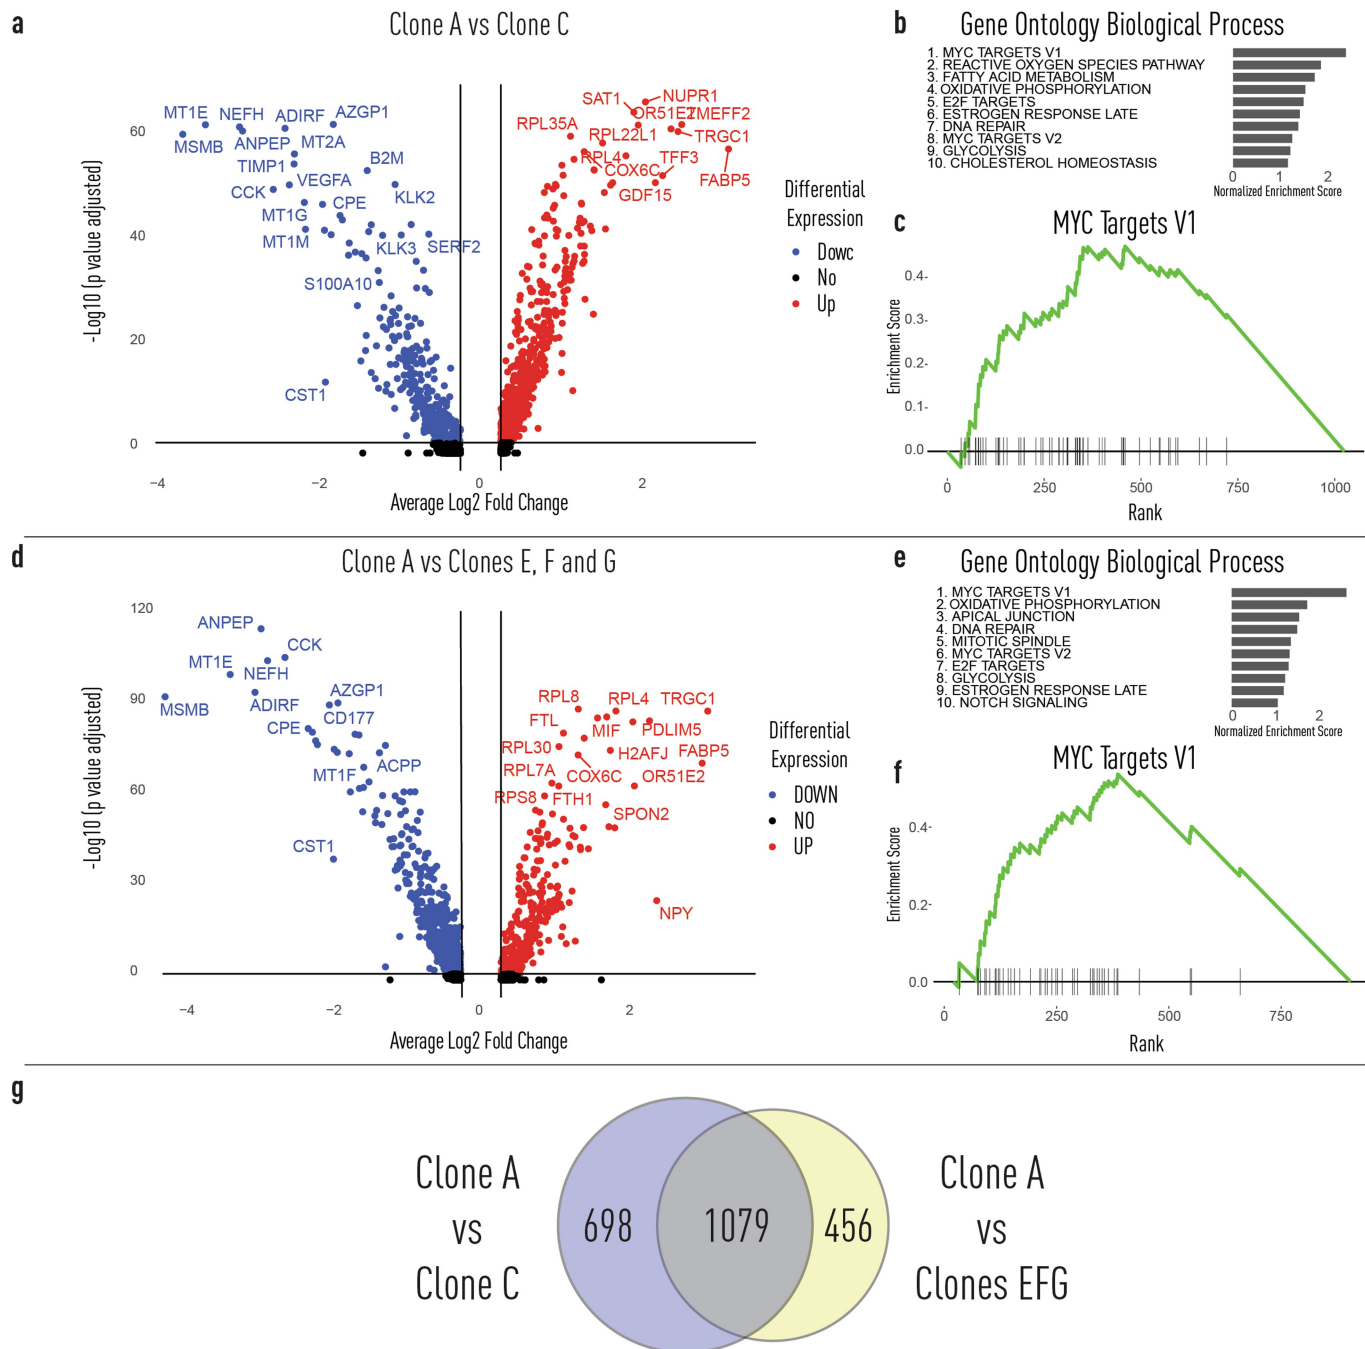 a
Clone A vs Clone C
-Log10 (p value adjusted)
60
40
20
0
−4
−2
0
2
Average Log2 Fold Change
MT1E
NEFH
ADIRF
AZGP1
MSMB
ANPEP
MT2A
TIMP1
B2M
VEGFA
CCK
KLK2
CPE
MT1G
MT1M
KLK3
SERF2
S100A10
CST1
SAT1
NUPR1
OR51E2
TMEFF2
RPL35A
RPL22L1
TRGC1
RPL4
TFF3
COX6C
FABP5
GDF15
Differential
Expression
Dowc
No
Up
b
Gene Ontology Biological Process
1. MYC TARGETS V1
2. REACTIVE OXYGEN SPECIES PATHWAY
3. FATTY ACID METABOLISM
4. OXIDATIVE PHOSPHORYLATION
5. E2F TARGETS
6. ESTROGEN RESPONSE LATE
7. DNA REPAIR
8. MYC TARGETS V2
9. GLYCOLYSIS
10. CHOLESTEROL HOMEOSTASIS
0
1
2
Normalized Enrichment Score
c
MYC Targets V1
Enrichment Score
0.4-
0.3-
0.2-
0.1-
0.0
0
250
500
750
1000
Rank
d
Clone A vs Clones E, F and G
-Log10 (p value adjusted)
120
90
60
30
0
−4
−2
0
2
Average Log2 Fold Change
ANPEP
CCK
MT1E
NEFH
MSMB
ADIRF
AZGP1
CD177
CPE
ACPP
MT1F
CST1
RPL8
RPL4
TRGC1
FTL
MIF
PDLIM5
RPL30
H2AFJ
FABP5
RPL7A
COX6C
OR51E2
RPS8
FTH1
SPON2
NPY
Differential
Expression
DOWN
NO
UP
e
Gene Ontology Biological Process
1. MYC TARGETS V1
2. OXIDATIVE PHOSPHORYLATION
3. APICAL JUNCTION
4. DNA REPAIR
5. MITOTIC SPINDLE
6. MYC TARGETS V2
7. E2F TARGETS
8. GLYCOLYSIS
9. ESTROGEN RESPONSE LATE
10. NOTCH SIGNALING
0
1
2
f
MYC Targets V1
Enrichment Score
0.4-
0.2-
0.0
0
250
500
750
Rank
g
Clone A
vs
Clone C
698
1079
456
Clone A
vs
Clones EFG